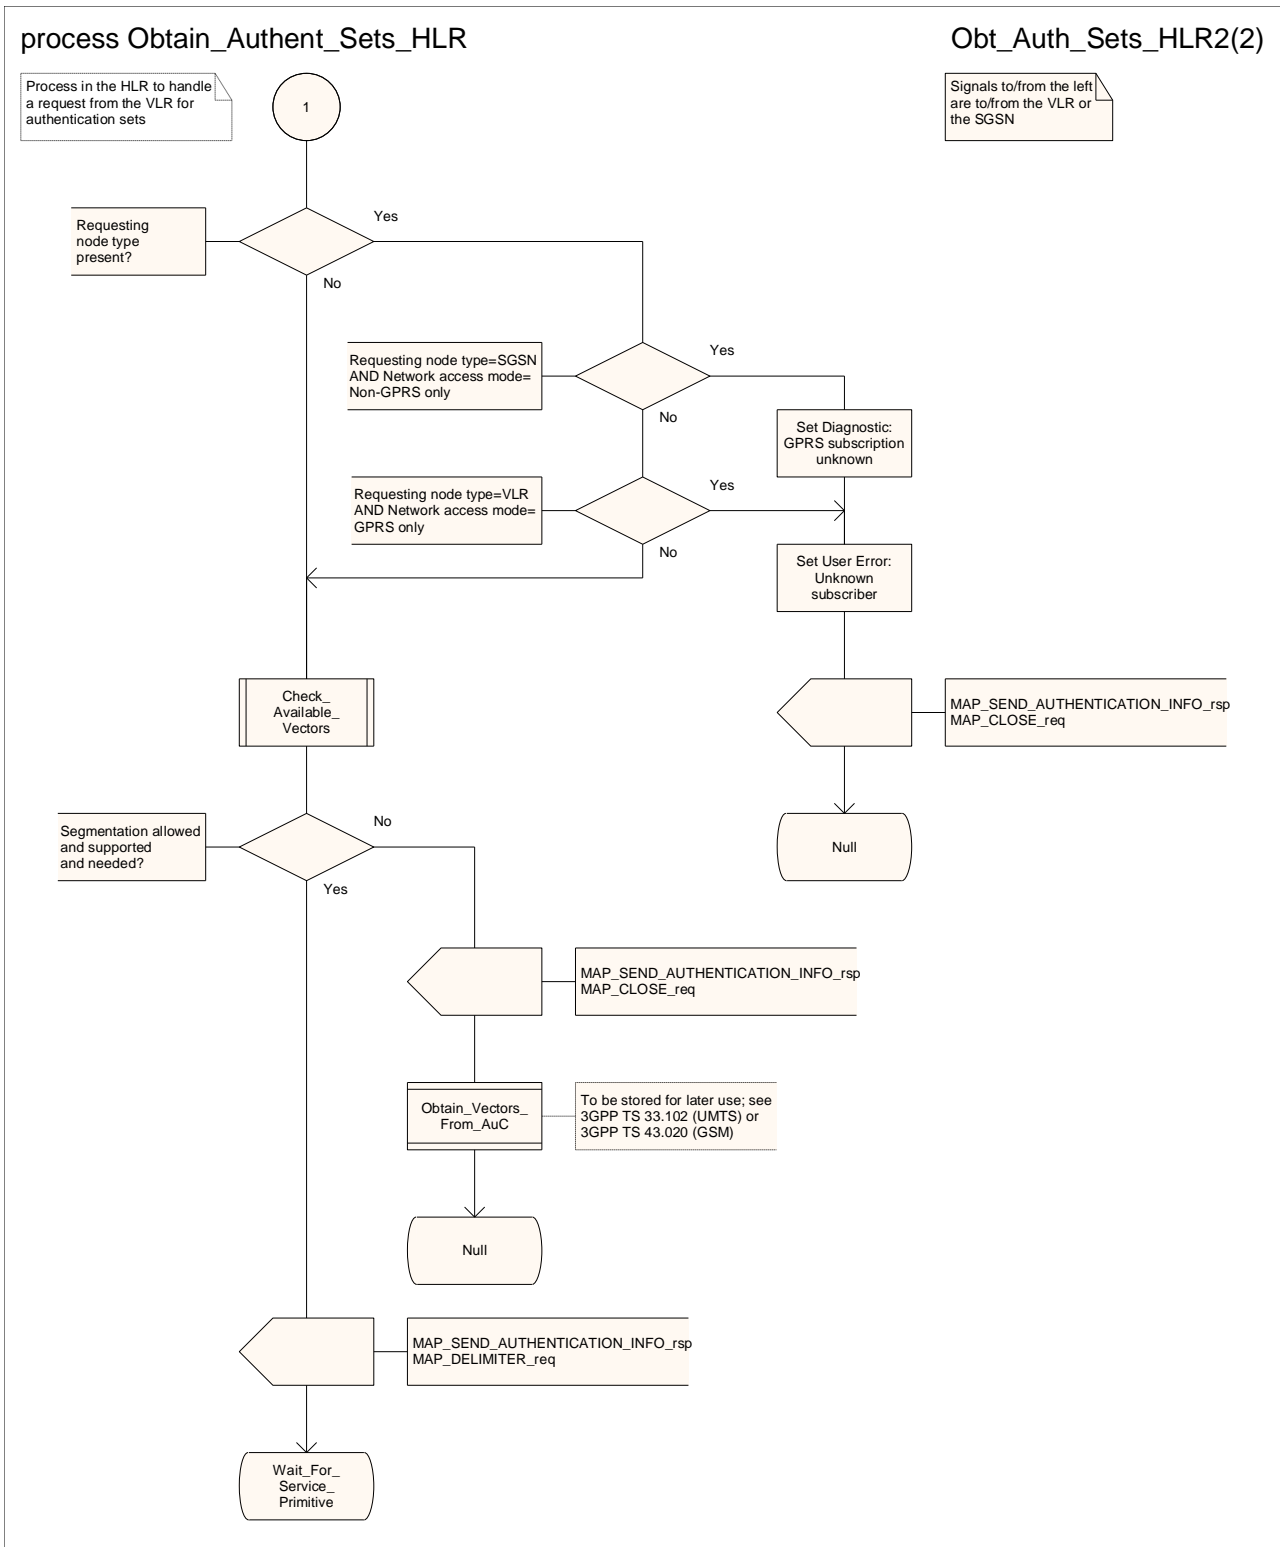 process Obtain_Authent_Sets_HLR
Obt_Auth_Sets_HLR2(2)
Process in the HLR to handle
a request from the VLR for
authentication sets
1
Signals to/from the left
are to/from the VLR or
the SGSN
Requesting
node type
present?
Yes
No
Requesting node type=SGSN
AND Network access mode=
Non-GPRS only
Yes
No
Set Diagnostic:
GPRS subscription
unknown
Requesting node type=VLR
AND Network access mode=
GPRS only
Yes
No
Set User Error:
Unknown
subscriber
Check_
Available_
Vectors
MAP_SEND_AUTHENTICATION_INFO_rsp
MAP_CLOSE_req
Segmentation allowed
and supported
and needed?
No
Yes
Null
MAP_SEND_AUTHENTICATION_INFO_rsp
MAP_CLOSE_req
Obtain_Vectors_
From_AuC
To be stored for later use; see
3GPP TS 33.102 (UMTS) or
3GPP TS 43.020 (GSM)
Null
MAP_SEND_AUTHENTICATION_INFO_rsp
MAP_DELIMITER_req
Wait_For_
Service_
Primitive